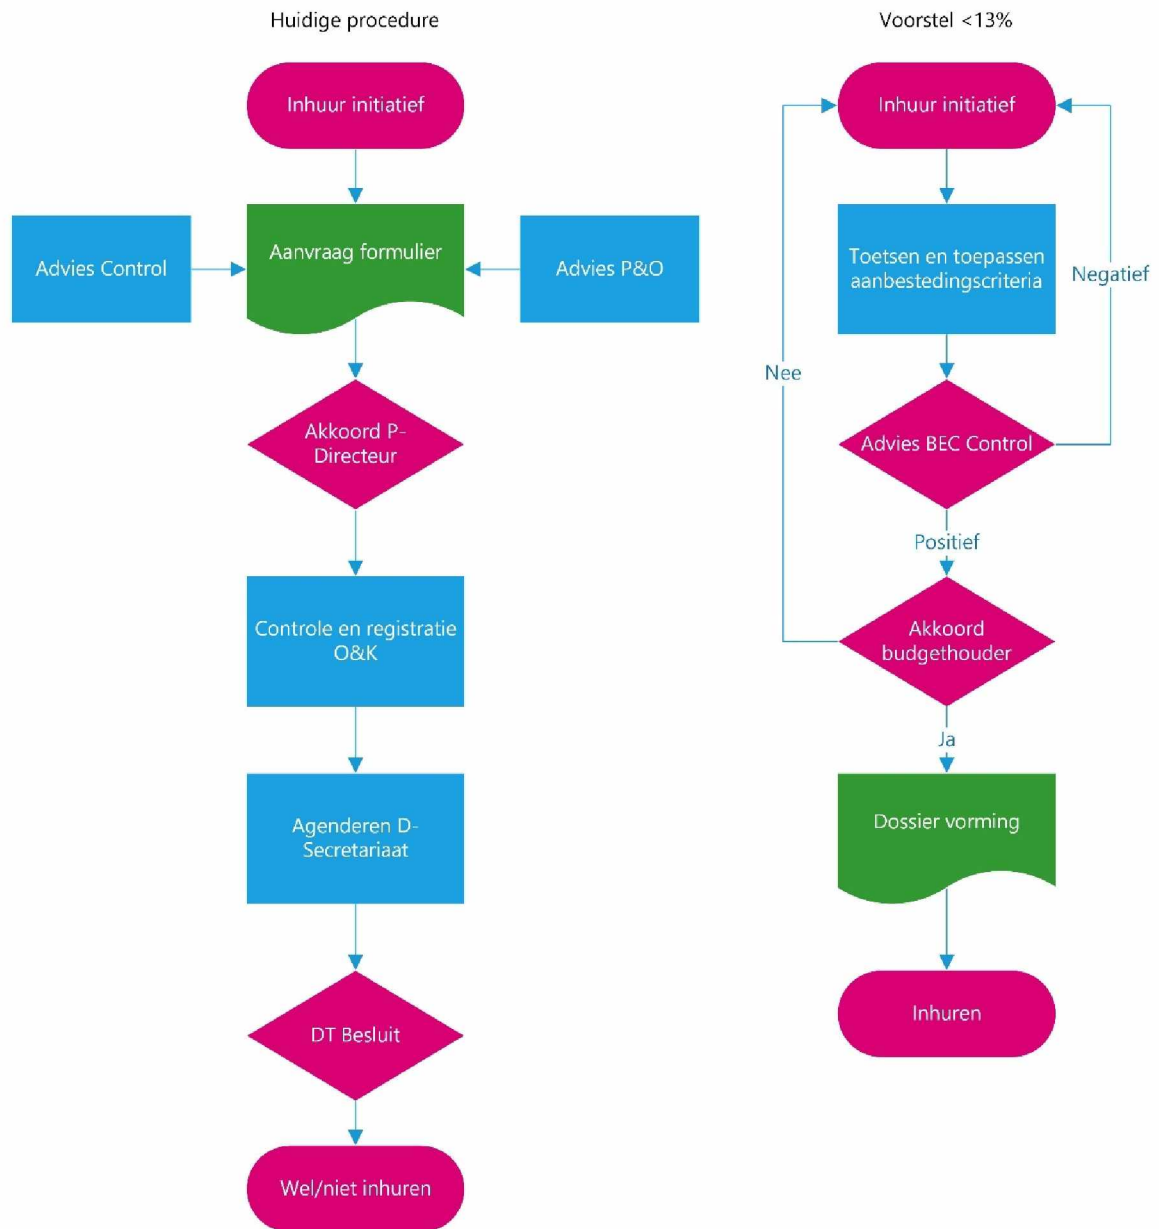 Huidige procedure
Inhuur initiatief
Advies Control
Aanvraag formulier
Advies P&O
Akkoord P-
Directeur
Controle en registratie
O&K
Agenderen D-
Secretariaat
DT Besluit
Wel/niet inhuren
Voorstel <13%
Inhuur initiatief
Toetsen en toepassen
aanbestedingscriteria
Negatief
Nee
Advies BEC Control
Positief
Akkoord
budgethouder
Ja
Dossier vorming
Inhuren